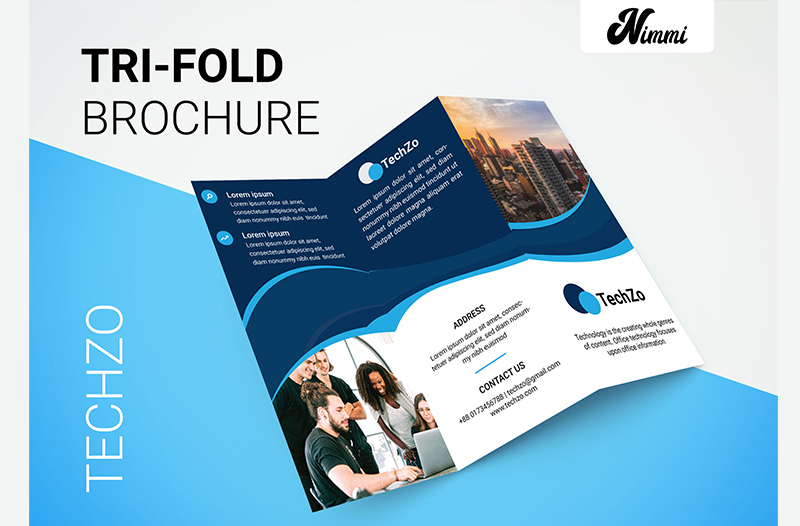 Nimmi
TRI-FOLD
BROCHURE
TECHZO
Lorem ipsum
Lorem ipsum dolor sit amet,
consectetuer adipiscing elit, sed
diam nonummy nibh euis tincidunt
Lorem ipsum
Lorem ipsum dolor sit amet,
consectetuer adipiscing elit, sed
diam nonummy nibh euis tincidunt
TechZo
Lorem ipsum dolor sit amet, con-
sectetuer adipiscing elit, sed diam
nonummy nibh euismod tincidunt ut
laoreet dolore magna aliquam erat
volutpat dolore magna.
ADDRESS
Lorem ipsum dolor sit amet, consec-
tetuer adipiscing elit, sed diam nonum-
my nibh euismod
CONTACT US
+88 0173456788 | techzo@gmail.com
www.techzo.com
TechZo
Technology is the creating whole genres
of content. Office technology focuses
upon office information